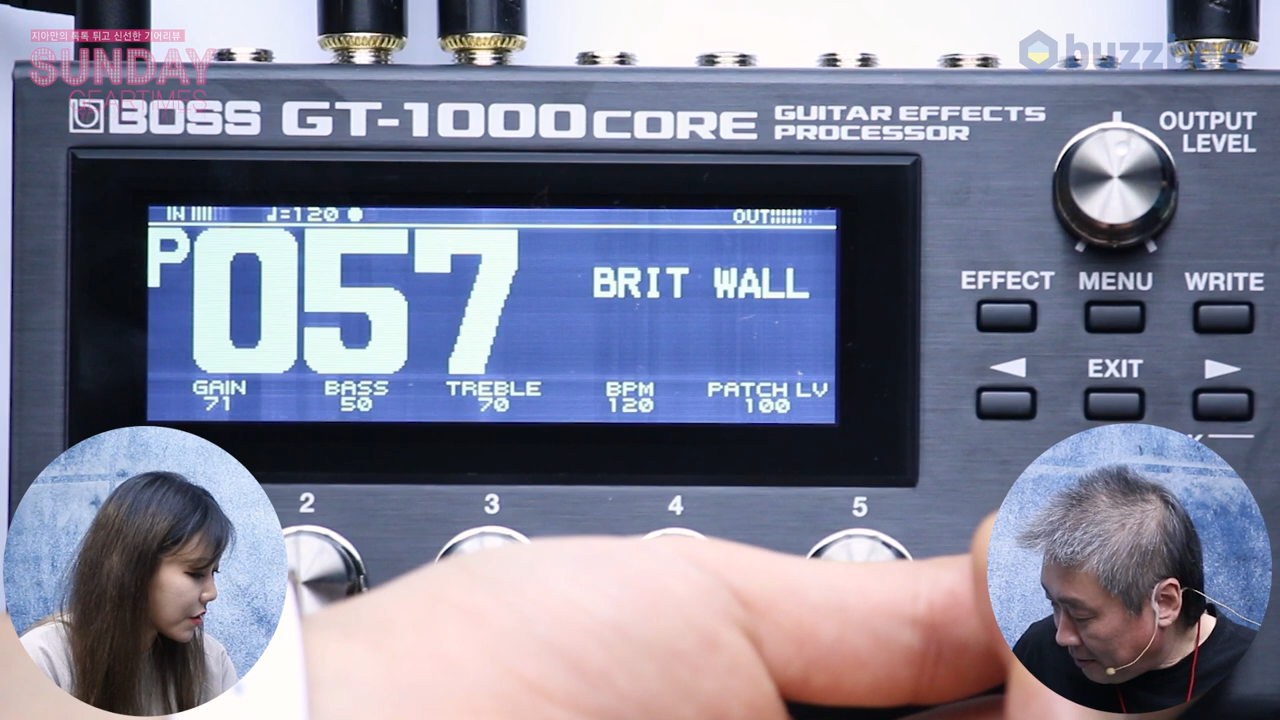 지아만의 톡톡 튀고 신선한 기어리뷰
SUNDAY
GEARTIMES
buzzbee
BOSS GT-1000CORE GUITAR EFFECTS PROCESSOR
OUTPUT LEVEL
IN ♩=120 OUT
P057 BRIT WALL
GAIN BASS TREBLE BPM PATCH LV
71 50 70 120 100
EFFECT MENU WRITE
EXIT
2 3 4 5